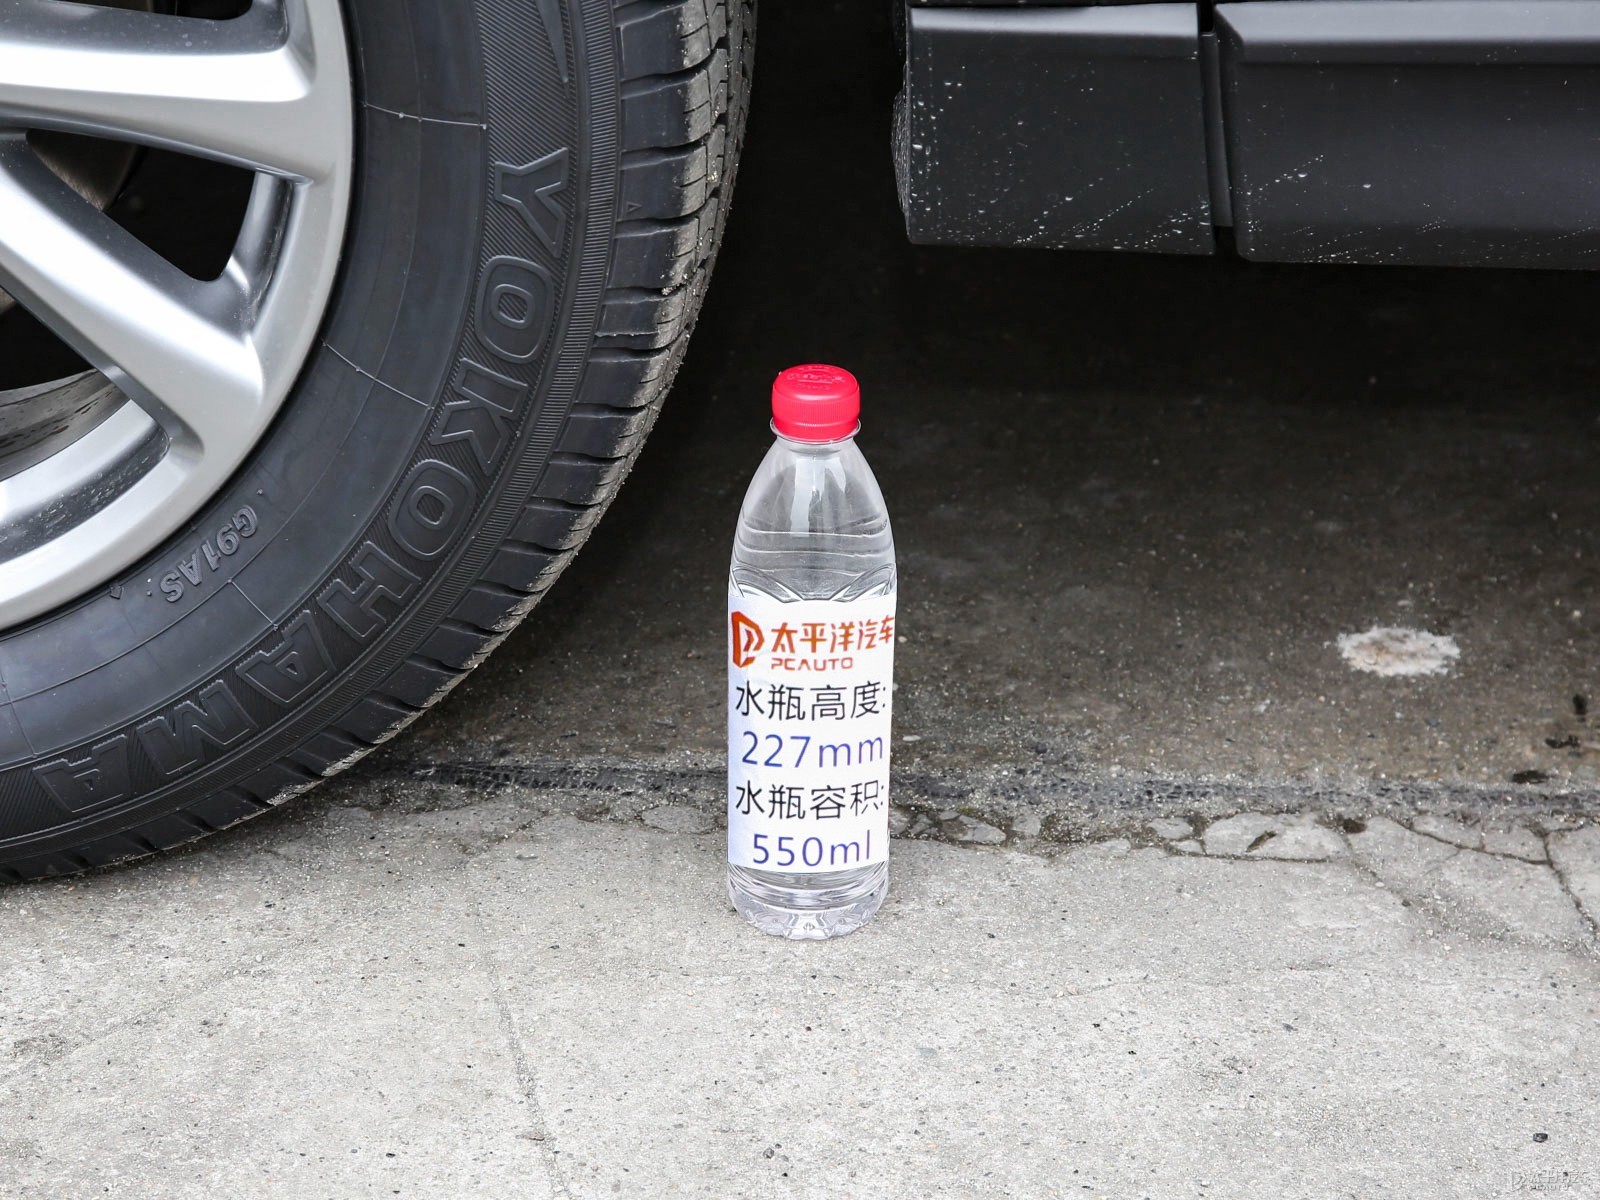 YOKOHAMA
G91AS
太平洋汽车
PCAUTO
水瓶高度:
227mm
水瓶容积:
550ml